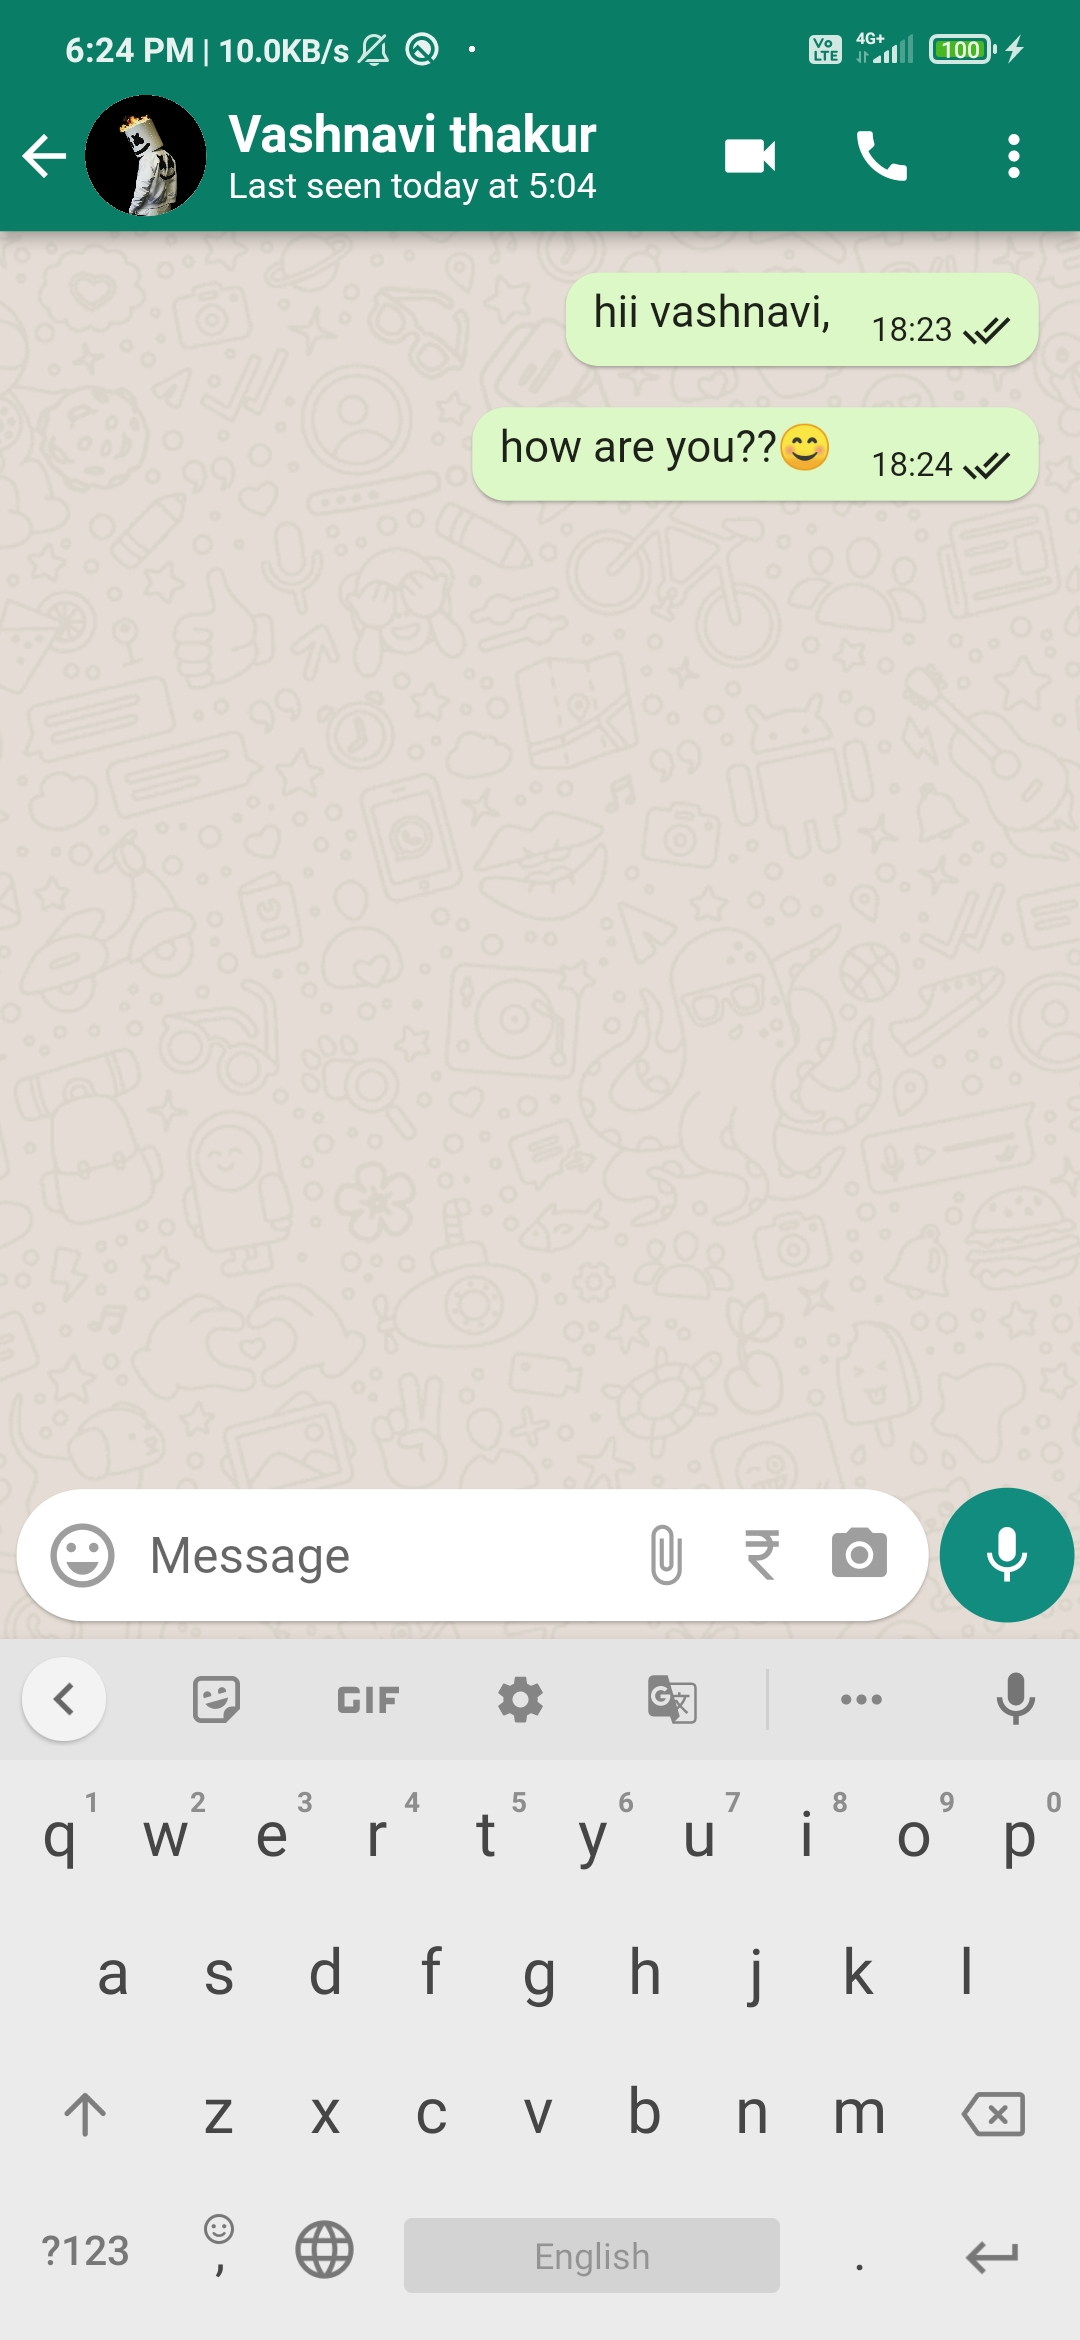 6:24 PM | 10.0KB/s
Vo LTE 4G+ 100
Vashnavi thakur
Last seen today at 5:04
hii vashnavi, 18:23
how are you??😊 18:24
Message ₹
GIF G 文
q 1 w 2 e 3 r 4 t 5 y 6 u 7 i 8 o 9 p 0
a s d f g h j k l
z x c v b n m
?123 , English .